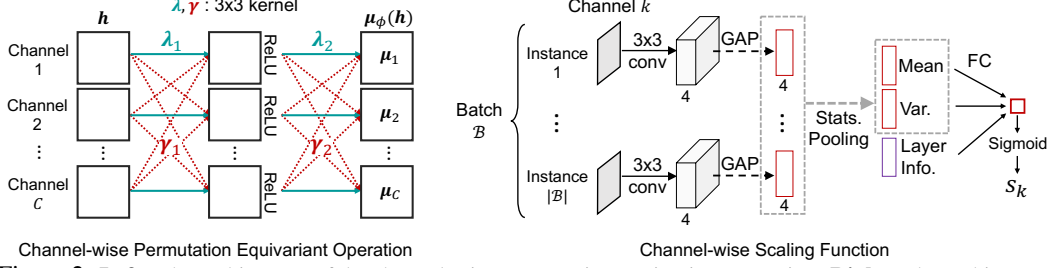 λ, γ : 3x3 kernel
h
μϕ(h)
Channel 1
λ1
ReLU
λ2
μ1
Channel 2
ReLU
μ2
⋮
γ1
⋮
γ2
⋮
Channel C
ReLU
μC
Channel-wise Permutation Equivariant Operation
Channel k
Batch ℬ
Instance 1
3x3 conv
4
GAP
4
⋮
⋮
Instance |ℬ|
3x3 conv
4
GAP
4
Stats. Pooling
Mean
Var.
Layer Info.
FC
Sigmoid
Sk
Channel-wise Scaling Function